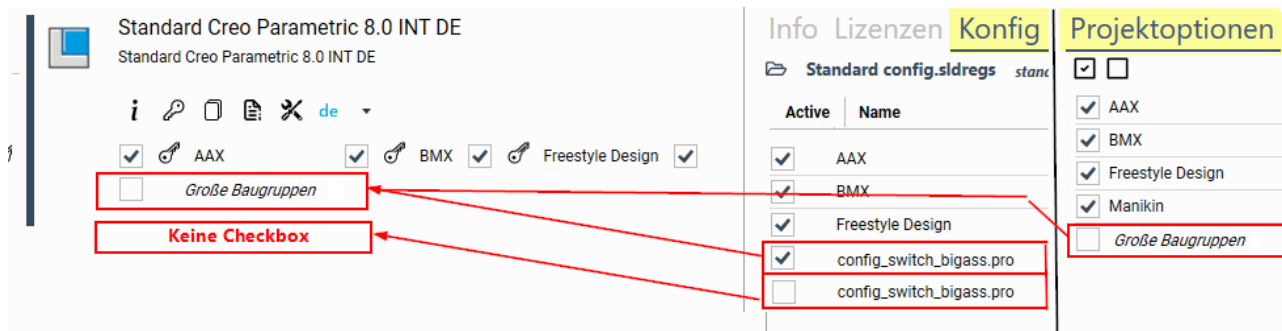 Standard Creo Parametric 8.0 INT DE
Standard Creo Parametric 8.0 INT DE
i de
AAX BMX Freestyle Design
Große Baugruppen
Keine Checkbox
Info Lizenzen Konfig
Standard config.sldregs
Active Name
AAX
BMX
Freestyle Design
config_switch_bigass.pro
config_switch_bigass.pro
Projektoptionen
AAX
BMX
Freestyle Design
Manikin
Große Baugruppen